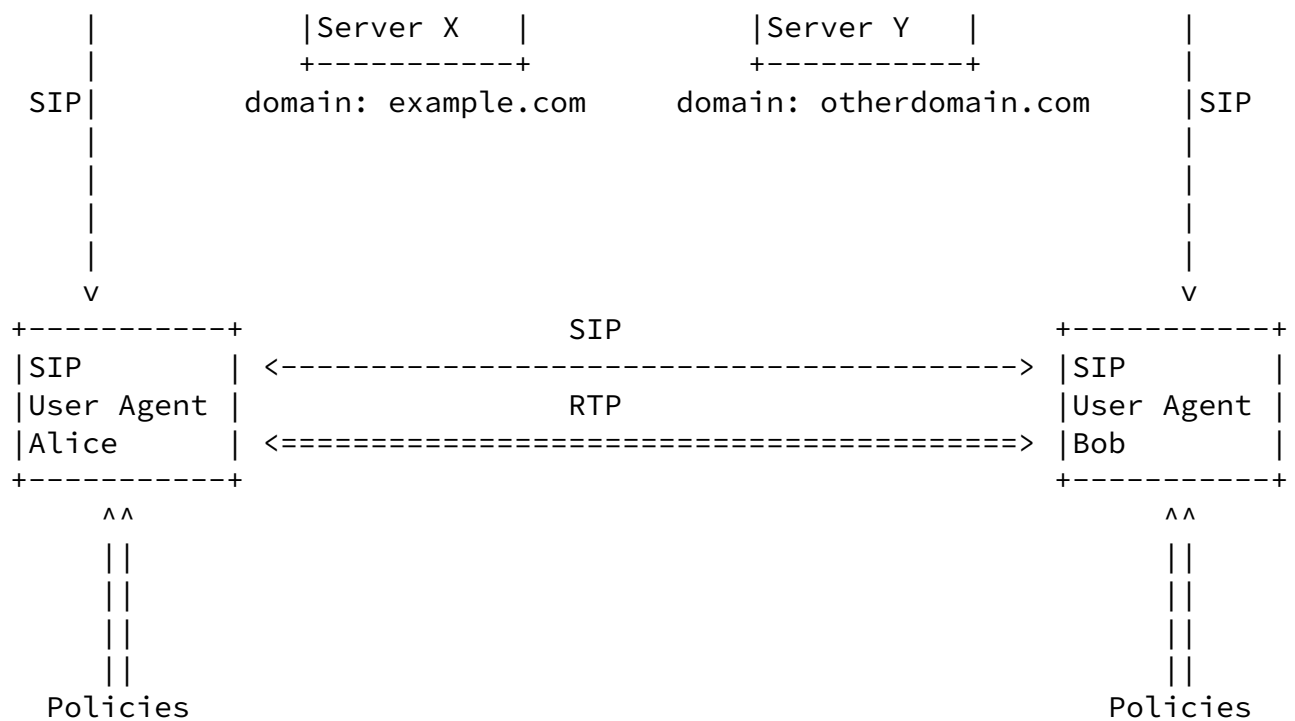 |Server X   | |Server Y   |
+-----------+ +-----------+
SIP| domain: example.com domain: otherdomain.com |SIP
v v
+-----------+ SIP +-----------+
|SIP        | <-----------------------------------------> |SIP        |
|User Agent | RTP |User Agent |
|Alice      | <=========================================> |Bob        |
+-----------+ +-----------+
^^ ^^
|| ||
|| ||
|| ||
|| ||
Policies Policies